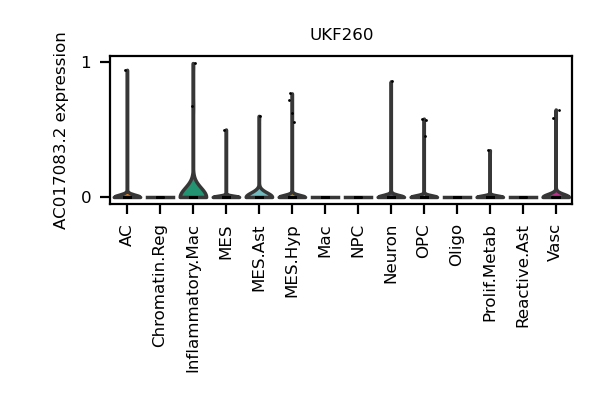 UKF260
AC017083.2 expression
1
0
AC
Chromatin.Reg
Inflammatory.Mac
MES
MES.Ast
MES.Hyp
Mac
NPC
Neuron
OPC
Oligo
Prolif.Metab
Reactive.Ast
Vasc